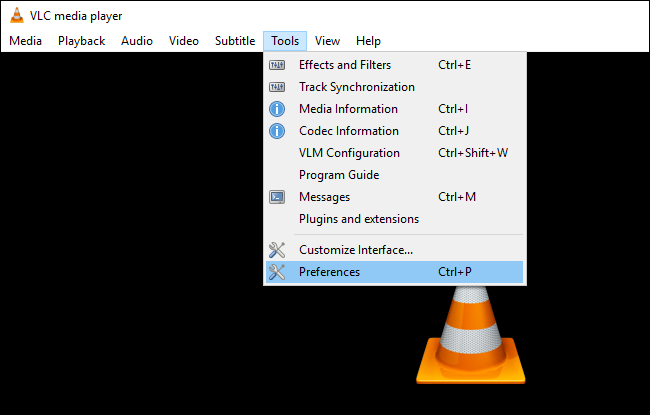 VLC media player
Media Playback Audio Video Subtitle Tools View Help
Effects and Filters Ctrl+E
Track Synchronization
Media Information Ctrl+I
Codec Information Ctrl+J
VLM Configuration Ctrl+Shift+W
Program Guide
Messages Ctrl+M
Plugins and extensions
Customize Interface...
Preferences Ctrl+P